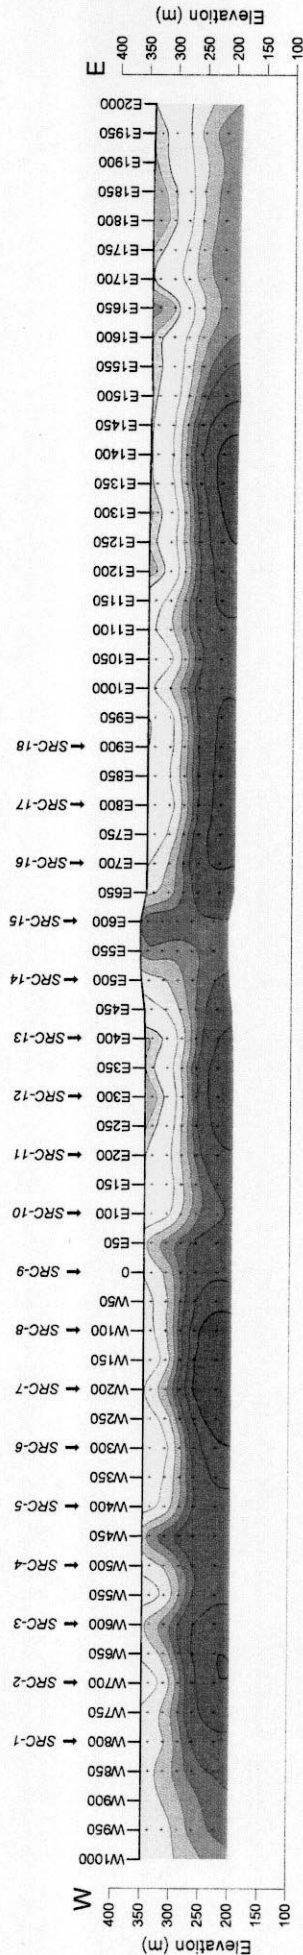 W E
SRC-1 SRC-2 SRC-3 SRC-4 SRC-5 SRC-6 SRC-7 SRC-8 SRC-9 SRC-10 SRC-11 SRC-12 SRC-13 SRC-14 SRC-15 SRC-16 SRC-17 SRC-18
W1000 W950 W900 W850 W800 W750 W700 W650 W600 W550 W500 W450 W400 W350 W300 W250 W200 W150 W100 W50 0 E50 E100 E150 E200 E250 E300 E350 E400 E450 E500 E550 E600 E650 E700 E750 E800 E850 E900 E950 E1000 E1050 E1100 E1150 E1200 E1250 E1300 E1350 E1400 E1450 E1500 E1550 E1600 E1650 E1700 E1750 E1800 E1850 E1900 E1950 E2000
Elevation (m)
400
350
300
250
200
150
100
Elevation (m)
400
350
300
250
200
150
100